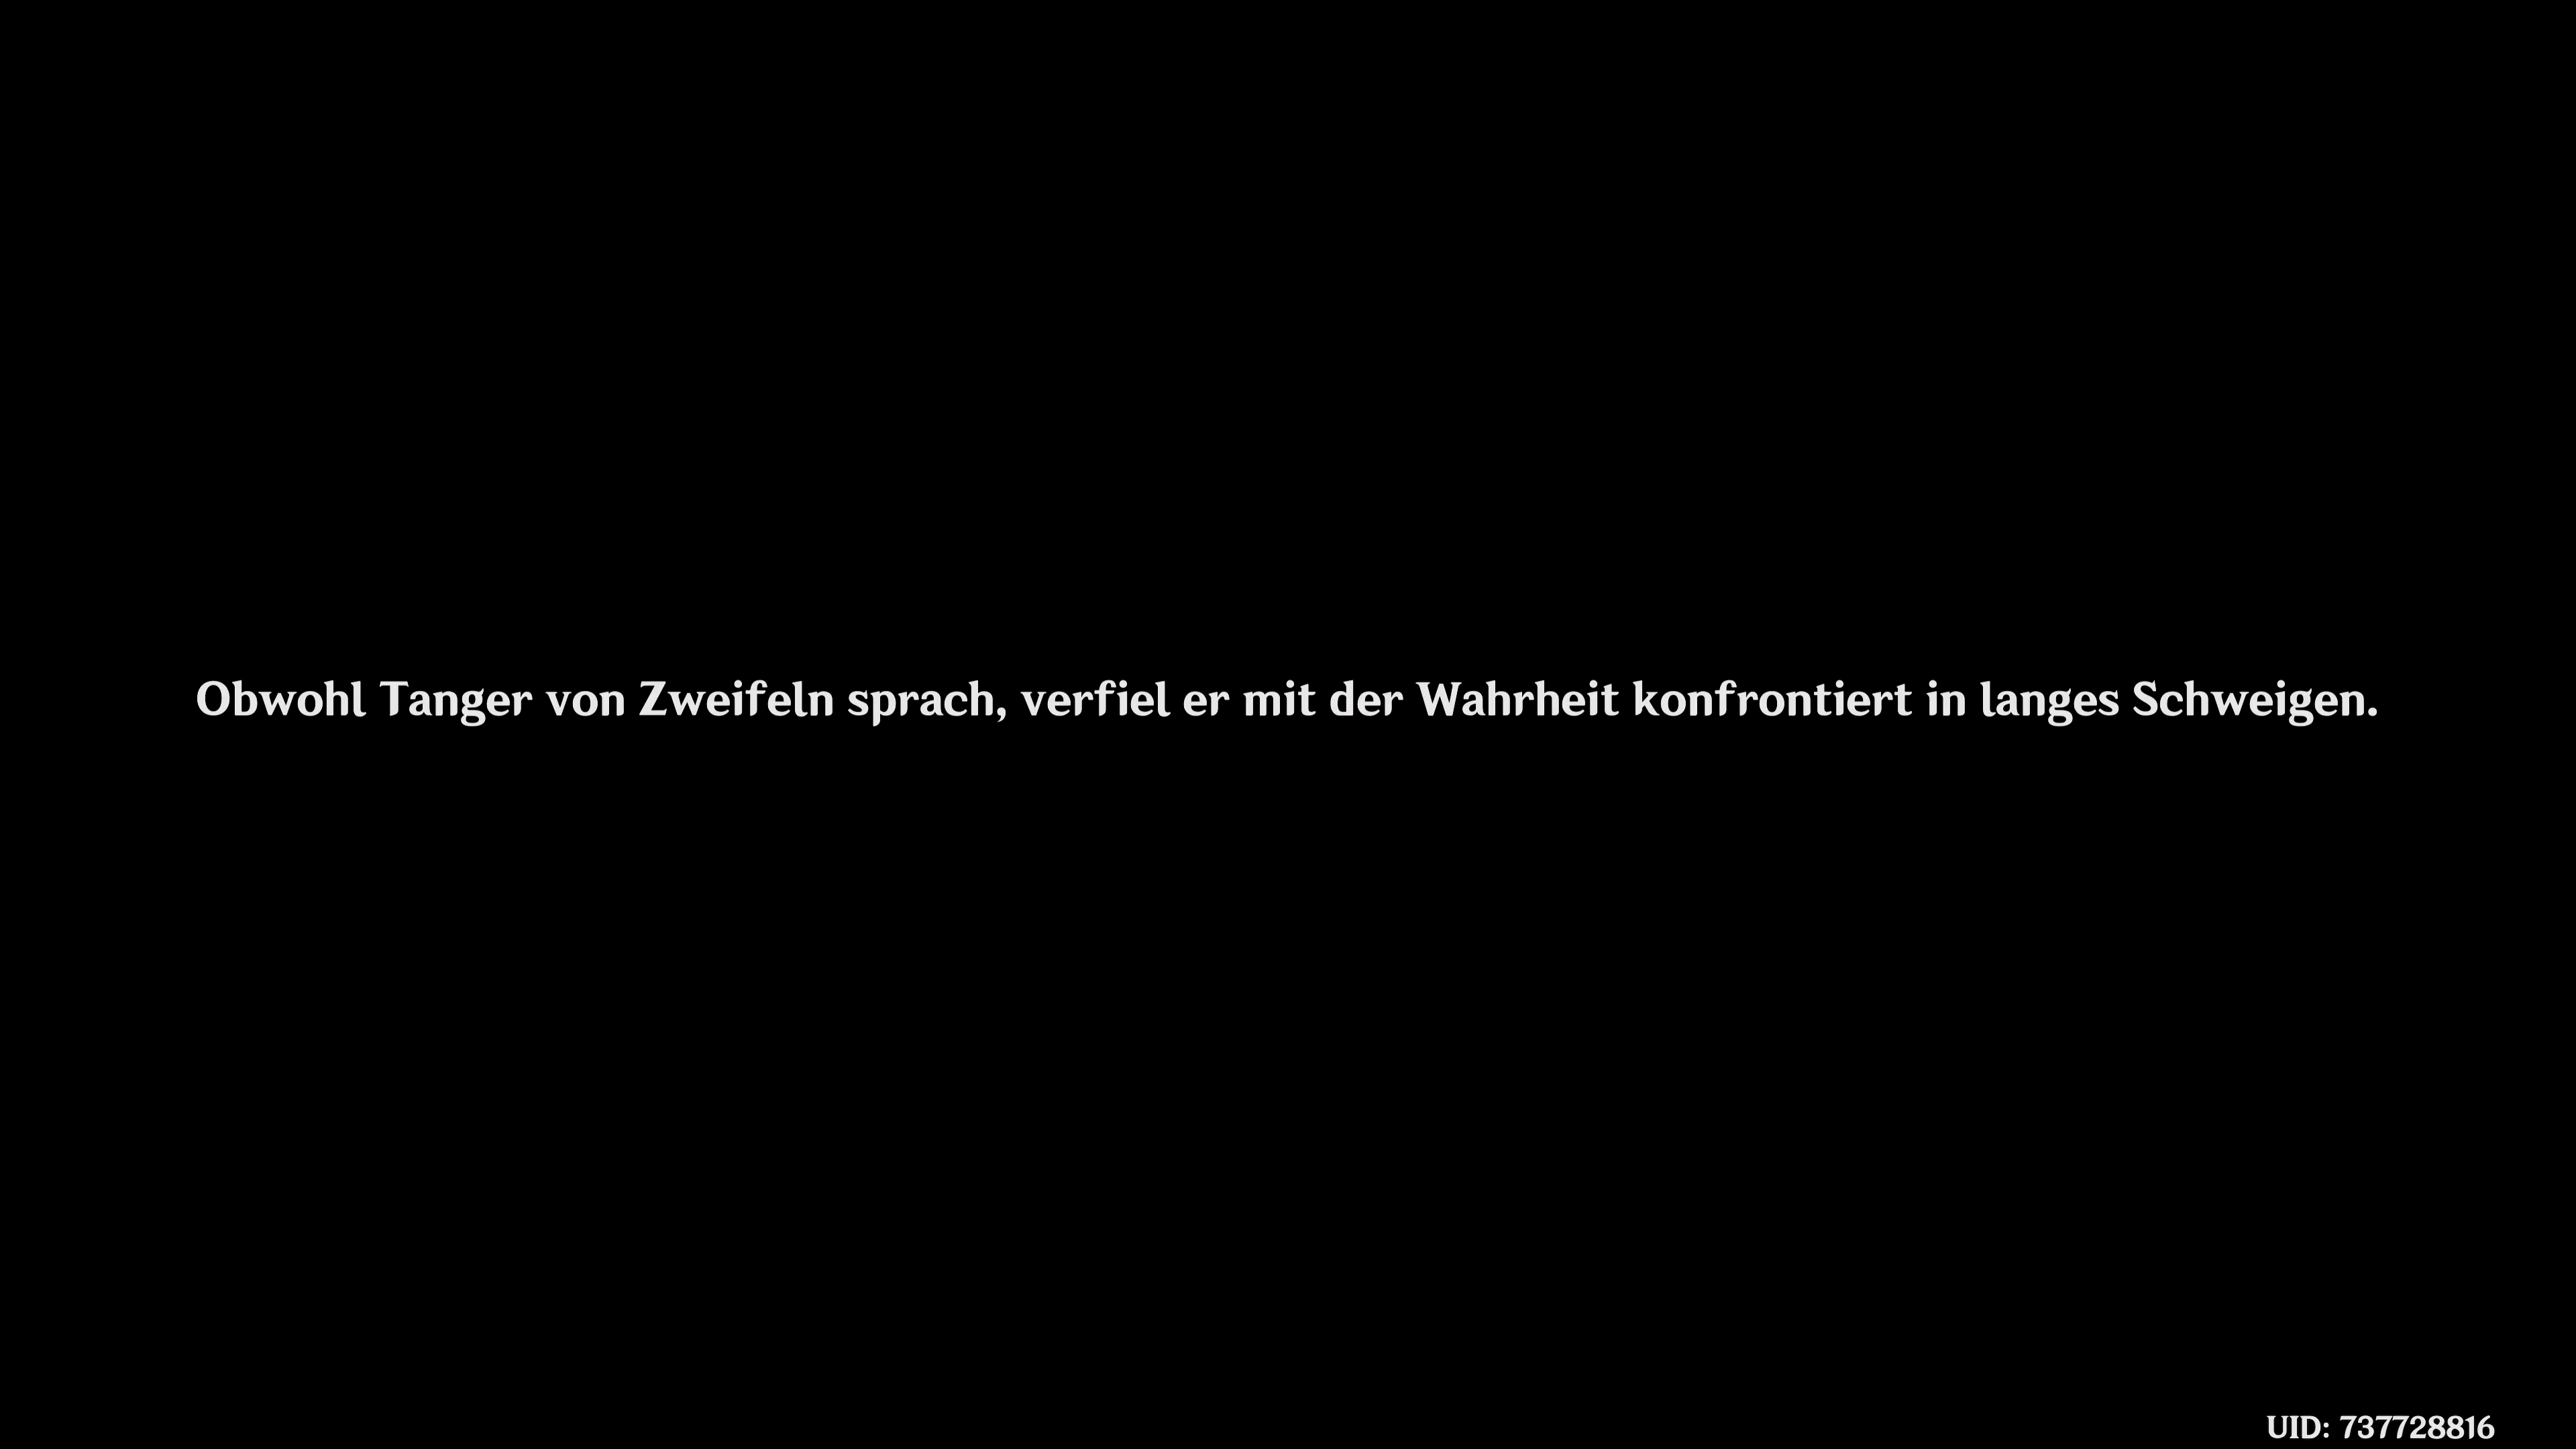 Obwohl Tanger von Zweifeln sprach, verfiel er mit der Wahrheit konfrontiert in langes Schweigen.
UID: 737728816